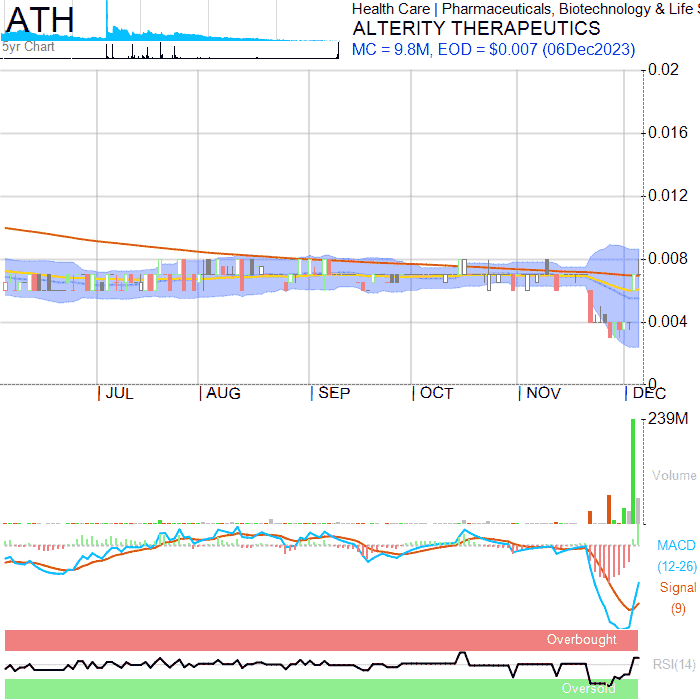 ATH
5yr Chart
Health Care | Pharmaceuticals, Biotechnology & Life S
ALTERITY THERAPEUTICS
MC = 9.8M, EOD = $0.007 (06Dec2023)
0.02
0.016
0.012
0.008
0.004
0
JUL AUG SEP OCT NOV DEC
239M
Volume
MACD
(12-26)
Signal
(9)
Overbought
RSI(14)
Oversold